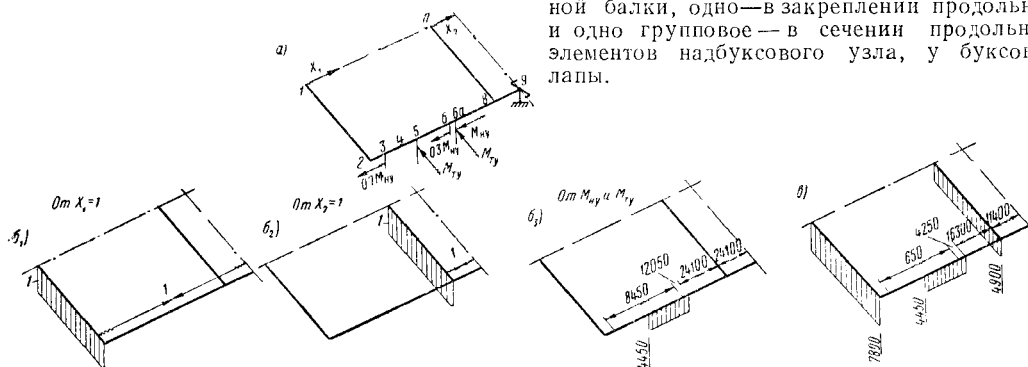 ной балки, одно — в закреплении продольн
и одно групповое — в сечении продольн
элементов надбуксового узла, у буксов
лапы.
а)
X₁
1
2
3
4
5
6
6а
8
9
п
X₂
0,7Mну
Mту
0,3Mну
Mну
Mту
б₁)
От X₁=1
1
1
б₂)
От X₂=1
1
1
б₃)
От Mну и Mту
8450
12050
24100
24100
4450
в)
650
4250
16300
11400
7800
4450
4900